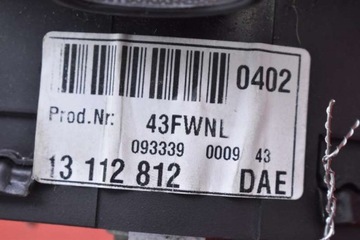 0402
Prod.Nr: 43FWNL
093339 0009 43
13 112 812 DAE